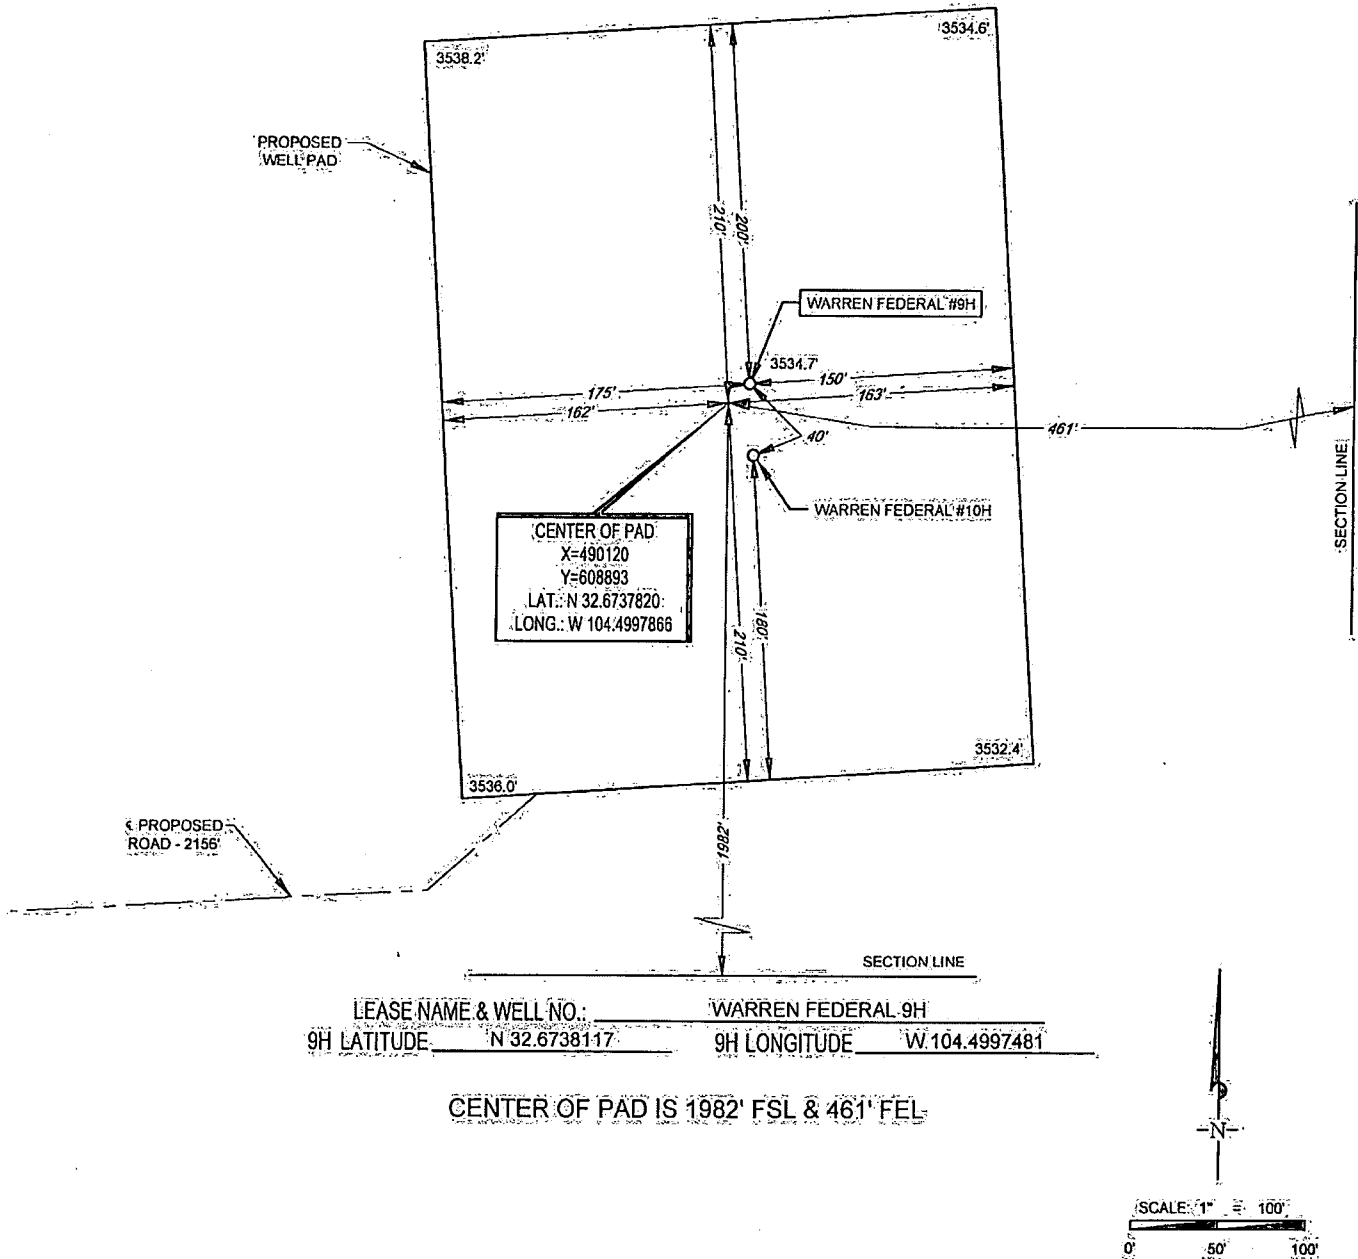 3538.2'
3534.6'
PROPOSED
WELL PAD
210'
200'
WARREN FEDERAL #9H
3534.7'
175'
150'
162'
163'
461'
40'
WARREN FEDERAL #10H
SECTION LINE
CENTER OF PAD
X=490120
Y=608893
LAT.: N 32.6737820
LONG.: W 104.4997866
210'
180'
3532.4'
3536.0'
PROPOSED
ROAD - 2156'
1982'
SECTION LINE
LEASE NAME & WELL NO.: WARREN FEDERAL 9H
9H LATITUDE N 32.6738117 9H LONGITUDE W 104.4997481
CENTER OF PAD IS 1982' FSL & 461' FEL
N
SCALE: 1" = 100'
0' 50' 100'